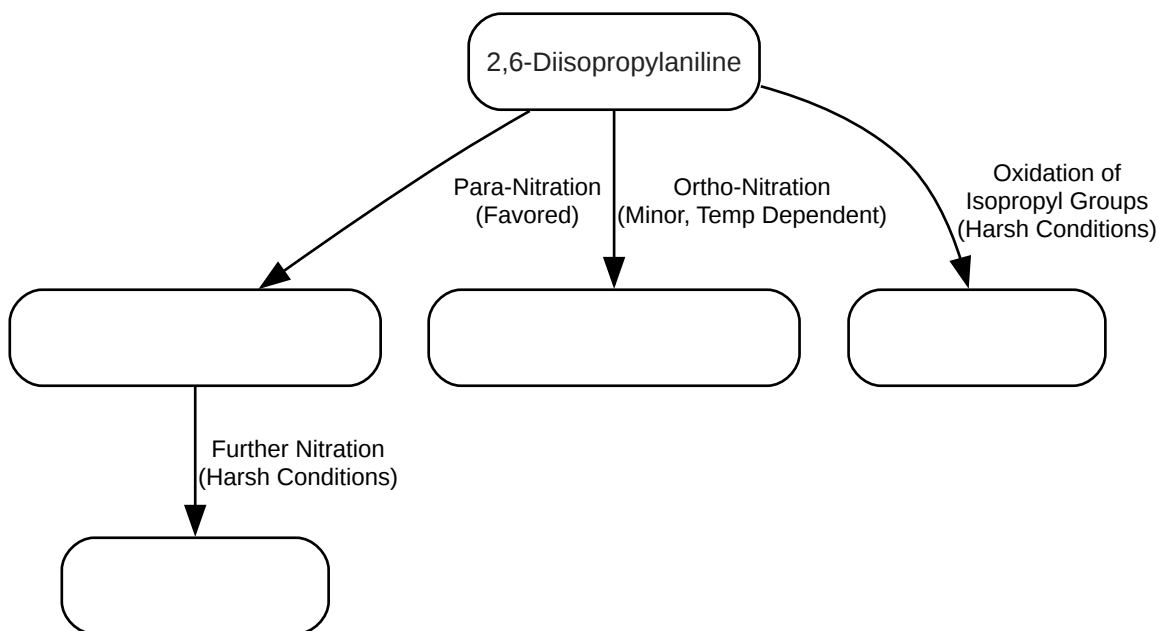 2,6-Diisopropylaniline
Para-Nitration
(Favored)
Ortho-Nitration
(Minor, Temp Dependent)
Oxidation of
Isopropyl Groups
(Harsh Conditions)
Further Nitration
(Harsh Conditions)